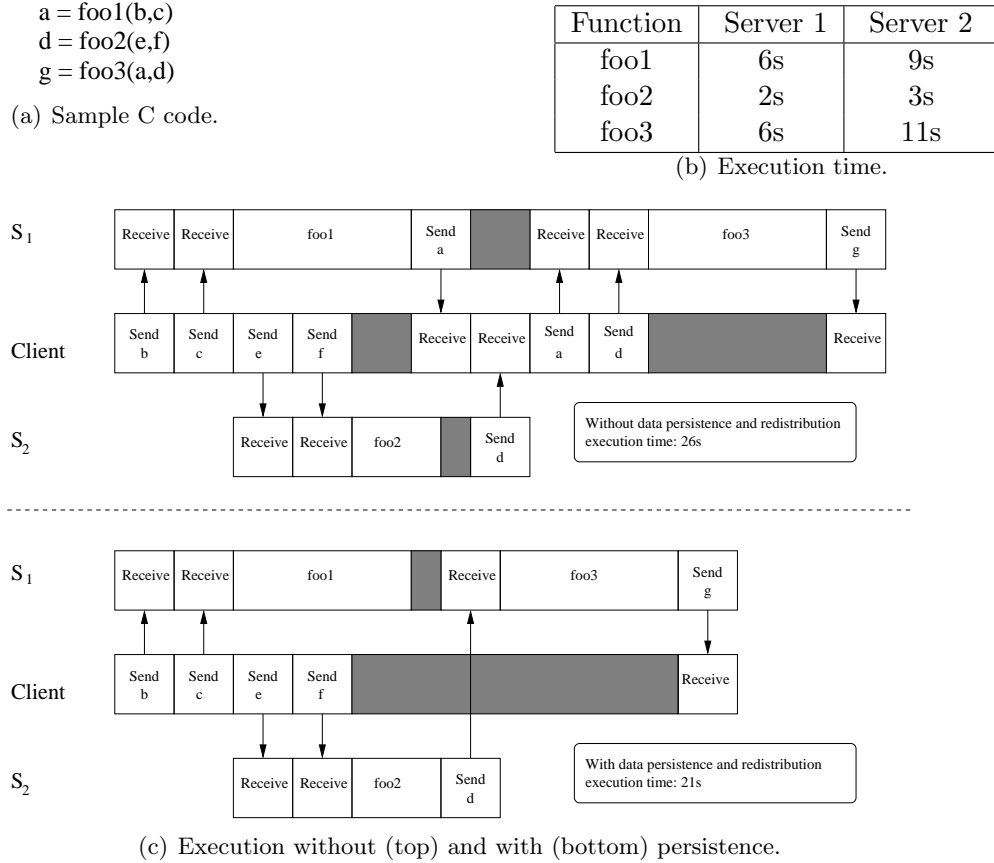 a = foo1(b,c)
d = foo2(e,f)
g = foo3(a,d)
(a) Sample C code.
Function Server 1 Server 2
foo1 6s 9s
foo2 2s 3s
foo3 6s 11s
(b) Execution time.
S1 Receive Receive foo1 Send a Receive Receive foo3 Send g
Client Send b Send c Send e Send f Receive Receive Send a Send d Receive
S2 Receive Receive foo2 Send d
Without data persistence and redistribution
execution time: 26s
S1 Receive Receive foo1 Receive foo3 Send g
Client Send b Send c Send e Send f Receive
S2 Receive Receive foo2 Send d
With data persistence and redistribution
execution time: 21s
(c) Execution without (top) and with (bottom) persistence.